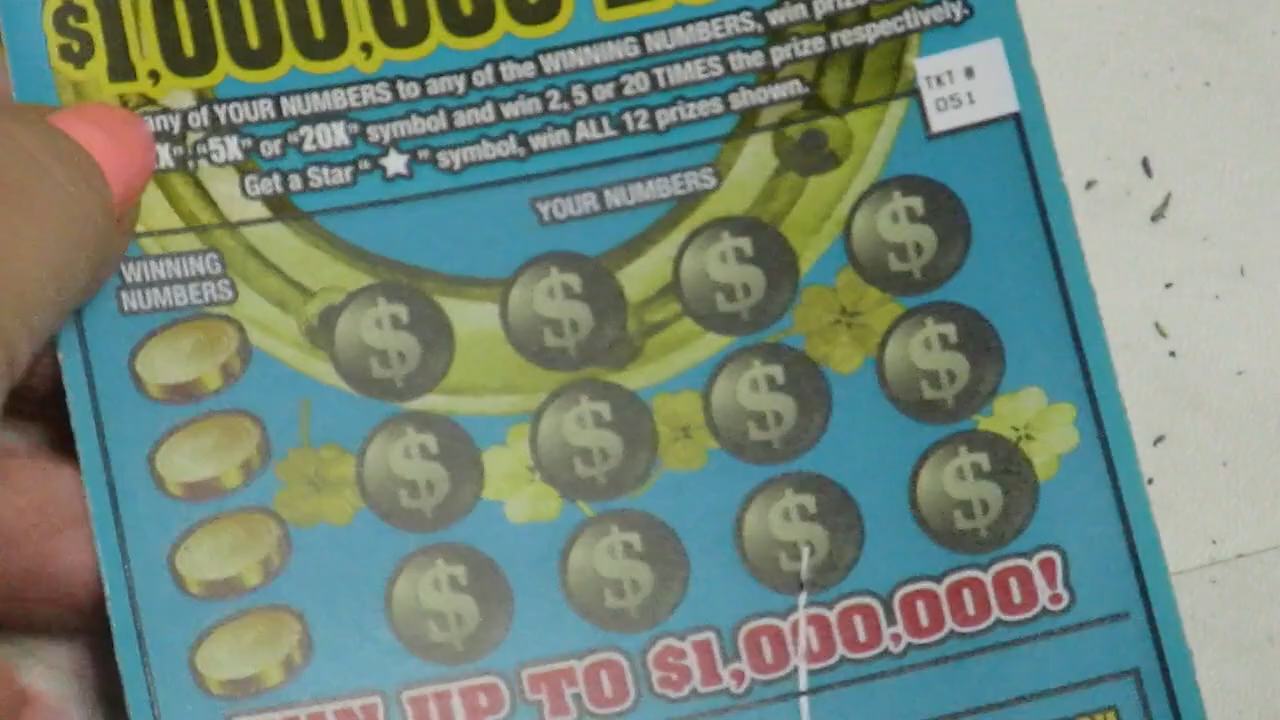 $1,000,000
any of YOUR NUMBERS to any of the WINNING NUMBERS, win
"5X" or "20X" symbol and win 2, 5 or 20 TIMES the prize respectively.
Get a Star "★" symbol, win ALL 12 prizes shown.
TKT #
051
YOUR NUMBERS
WINNING
NUMBERS
$ $ $ $
$ $ $ $
$ $ $ $
UP TO $1,000,000!